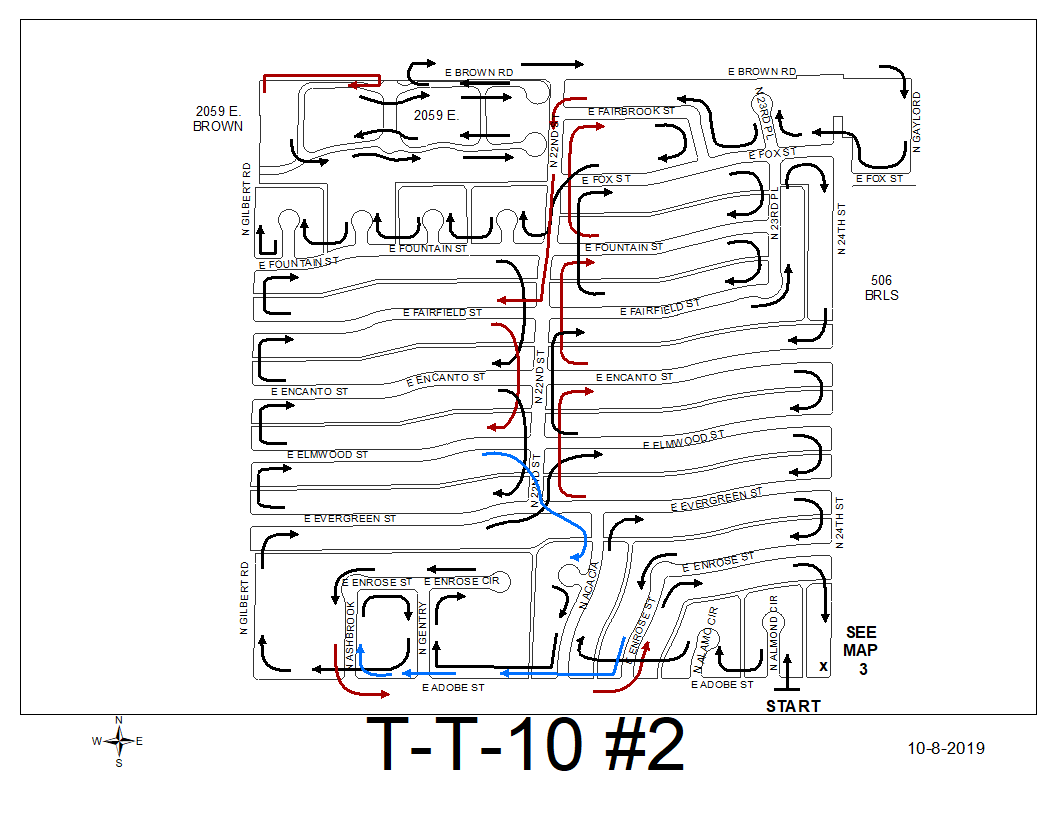 E BROWN RD
E BROWN RD
2059 E.
BROWN
2059 E.
N 22ND ST
E FAIRBROOK ST
N 23RD PL
N GAYLORD
E FOX ST
E FOX ST
E FOX ST
N GILBERT RD
N 23RD PL
N 24TH ST
E FOUNTAIN ST
E FOUNTAIN ST
E FOUNTAIN ST
506
BRLS
E FAIRFIELD ST
E FAIRFIELD ST
N 22ND ST
E ENCANTO ST
E ENCANTO ST
E ENCANTO ST
E ELMWOOD ST
E ELMWOOD ST
N 22ND ST
E EVERGREEN ST
E EVERGREEN ST
N 24TH ST
N GILBERT RD
E ENROSE ST
E ENROSE CIR
N ACACIA
E ENROSE ST
N ASHBROOK
N GENTRY
ENROSE ST
N ALAMO CIR
N ALMOND CIR
SEE
MAP
3
X
E ADOBE ST
E ADOBE ST
START
N
W E
S
T-T-10 #2
10-8-2019